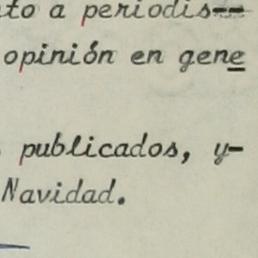 to a periodis--
opinión en gene
publicados, y-
Navidad.